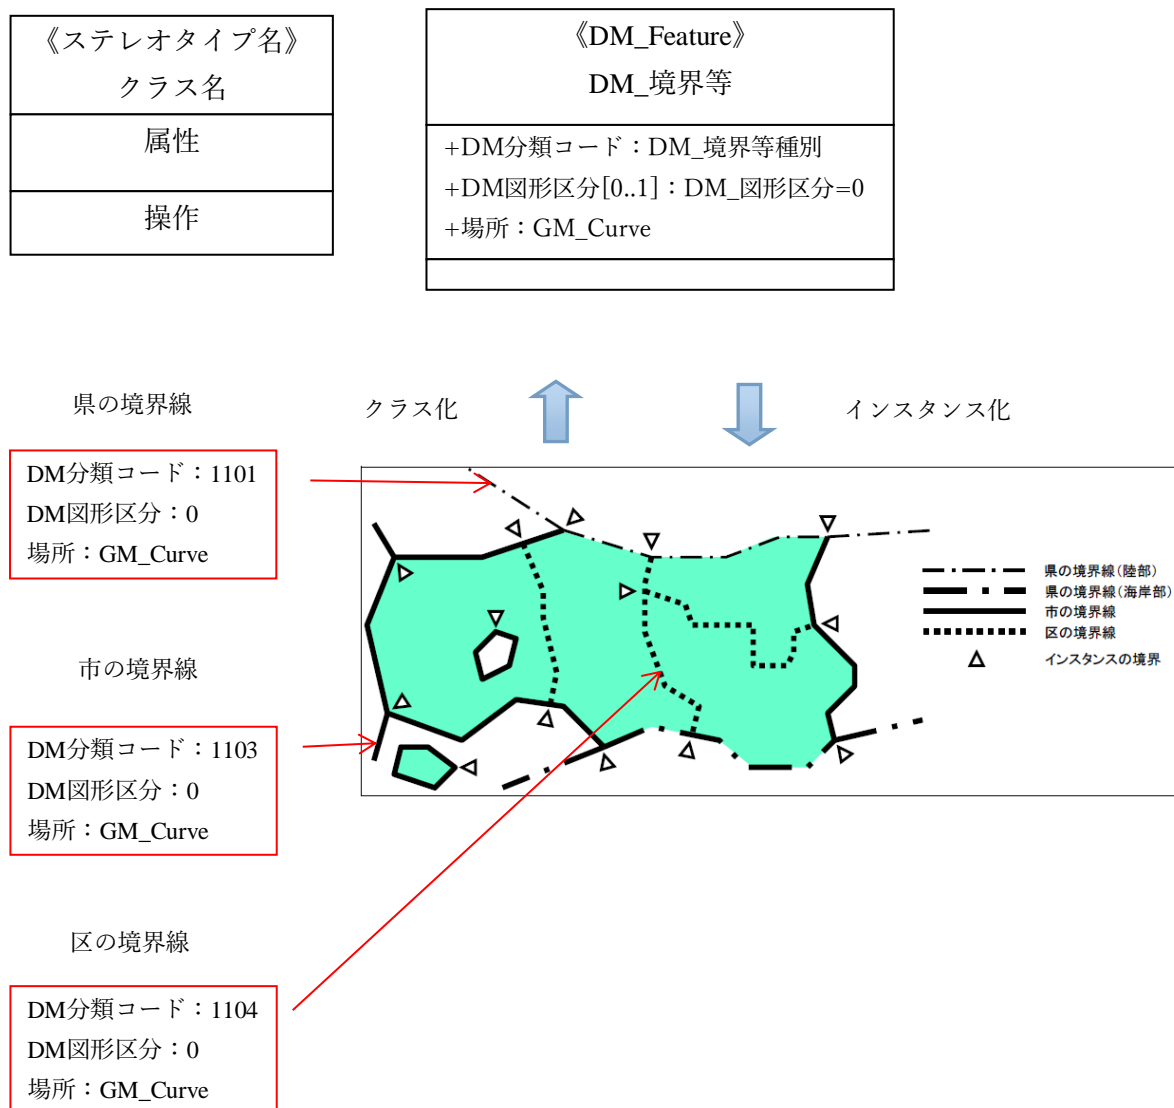 《ステレオタイプ名》
クラス名
属性
操作
《DM_Feature》
DM_境界等
+DM分類コード：DM_境界等種別
+DM図形区分[0..1]：DM_図形区分=0
+場所：GM_Curve
県の境界線
クラス化
インスタンス化
DM分類コード：1101
DM図形区分：0
場所：GM_Curve
県の境界線(陸部)
県の境界線(海岸部)
市の境界線
区の境界線
インスタンスの境界
市の境界線
DM分類コード：1103
DM図形区分：0
場所：GM_Curve
区の境界線
DM分類コード：1104
DM図形区分：0
場所：GM_Curve